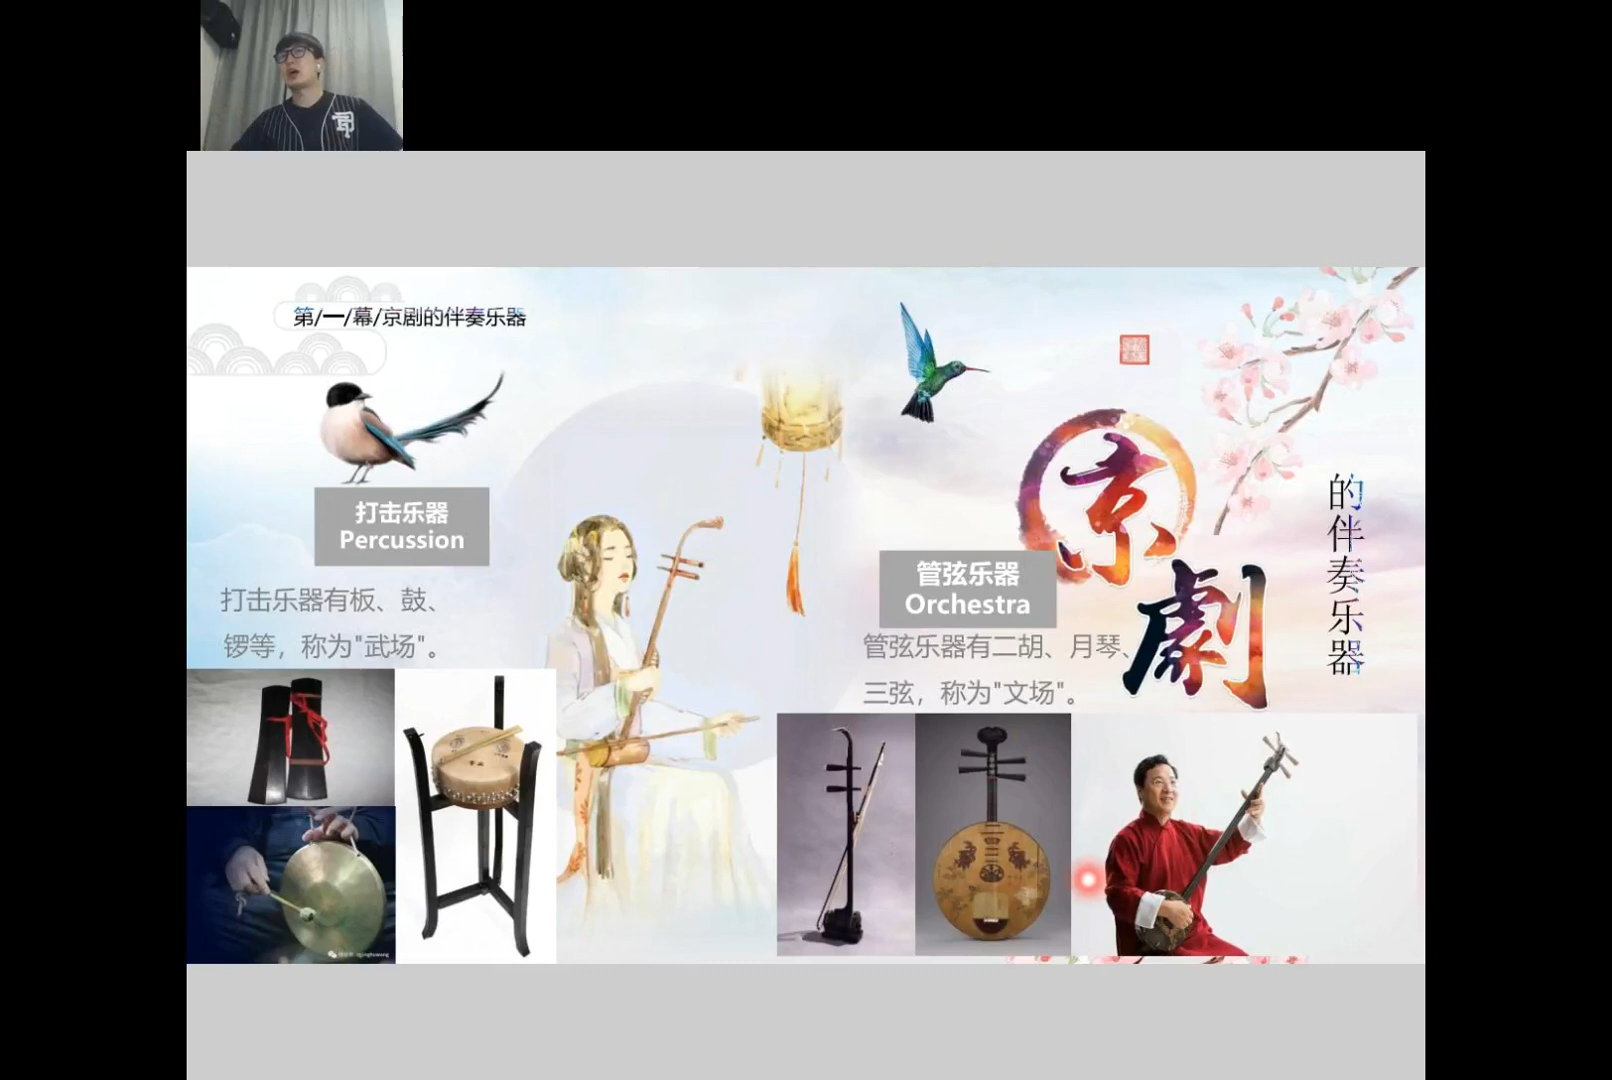 第/一/幕/京剧的伴奏乐器
打击乐器
Percussion
打击乐器有板、鼓、
锣等，称为"武场"。
管弦乐器
Orchestra
管弦乐器有二胡、月琴、
三弦，称为"文场"。
京劇
的伴奏乐器